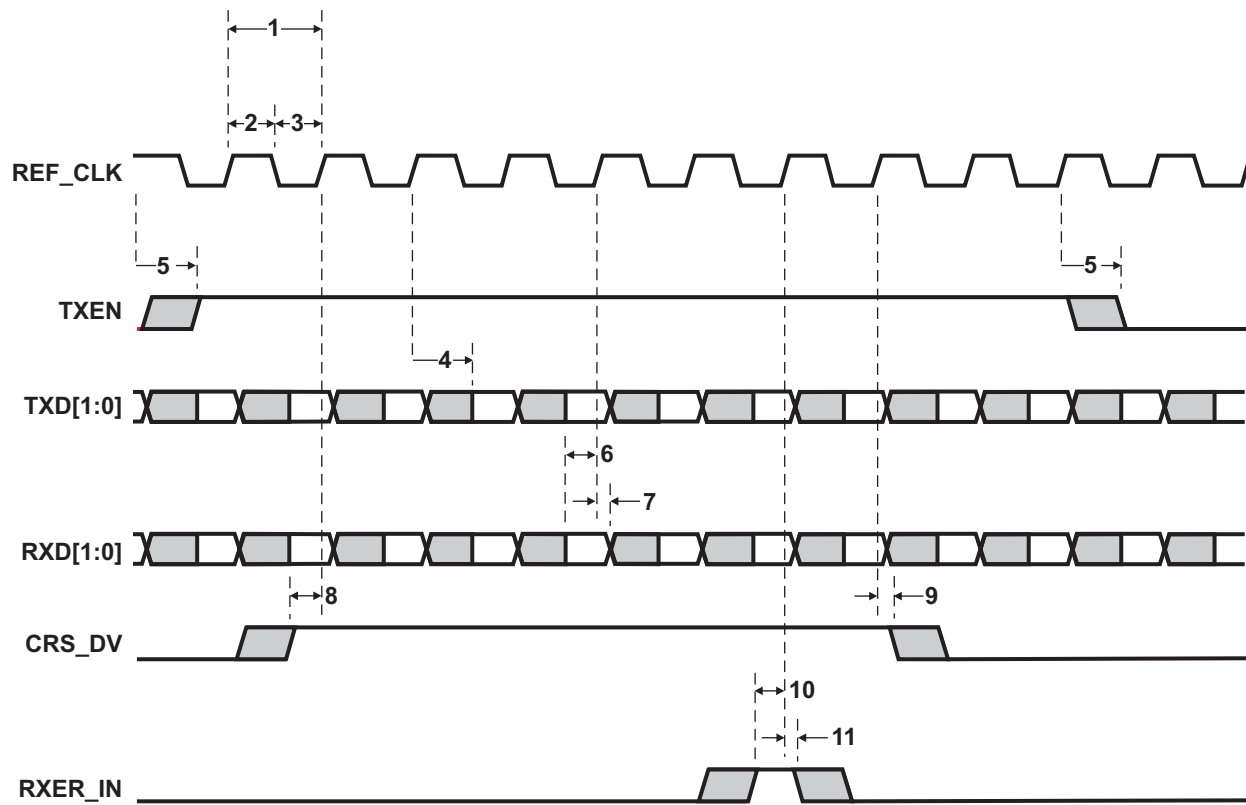 1
2
3
REF_CLK
5
5
TXEN
4
TXD[1:0]
6
7
RXD[1:0]
8
9
CRS_DV
10
11
RXER_IN